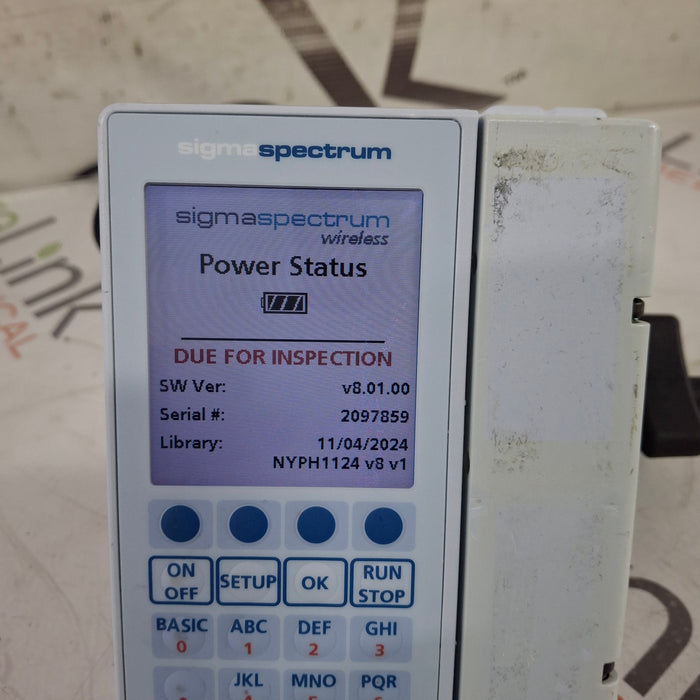 sigmaspectrum
sigmaspectrum
wireless
Power Status
DUE FOR INSPECTION
SW Ver: v8.01.00
Serial #: 2097859
Library: 11/04/2024
NYPH1124 v8 v1
ON OFF
SETUP
OK
RUN STOP
BASIC 0
ABC 1
DEF 2
GHI 3
JKL
MNO
PQR